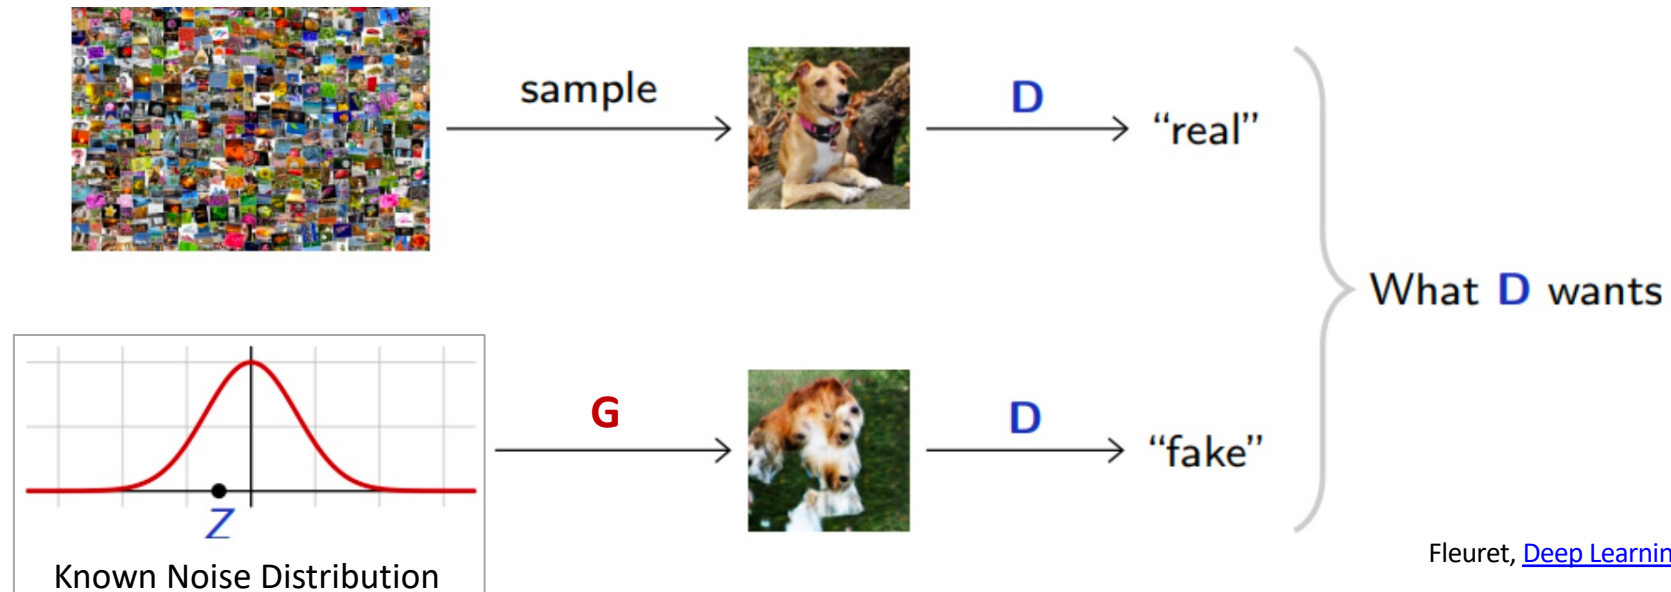 sample
D
“real”
What D wants
G
D
“fake”
Z
Known Noise Distribution
Fleuret, Deep Learnin